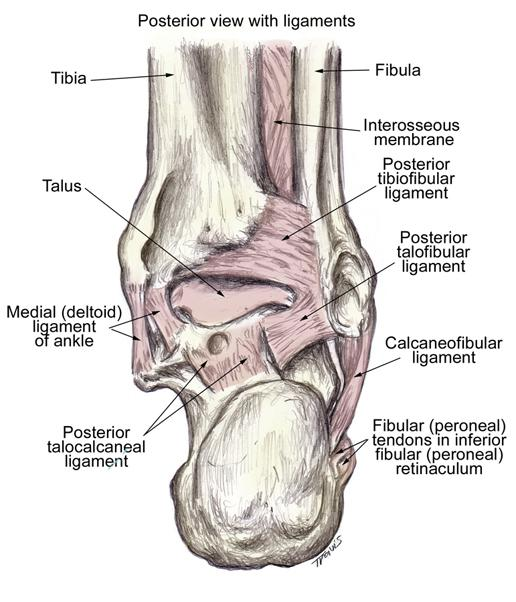 Posterior view with ligaments
Tibia
Fibula
Interosseous
membrane
Posterior
tibiofibular
ligament
Talus
Posterior
talofibular
ligament
Medial (deltoid)
ligament
of ankle
Calcaneofibular
ligament
Posterior
talocalcaneal
ligament
Fibular (peroneal)
tendons in inferior
fibular (peroneal)
retinaculum